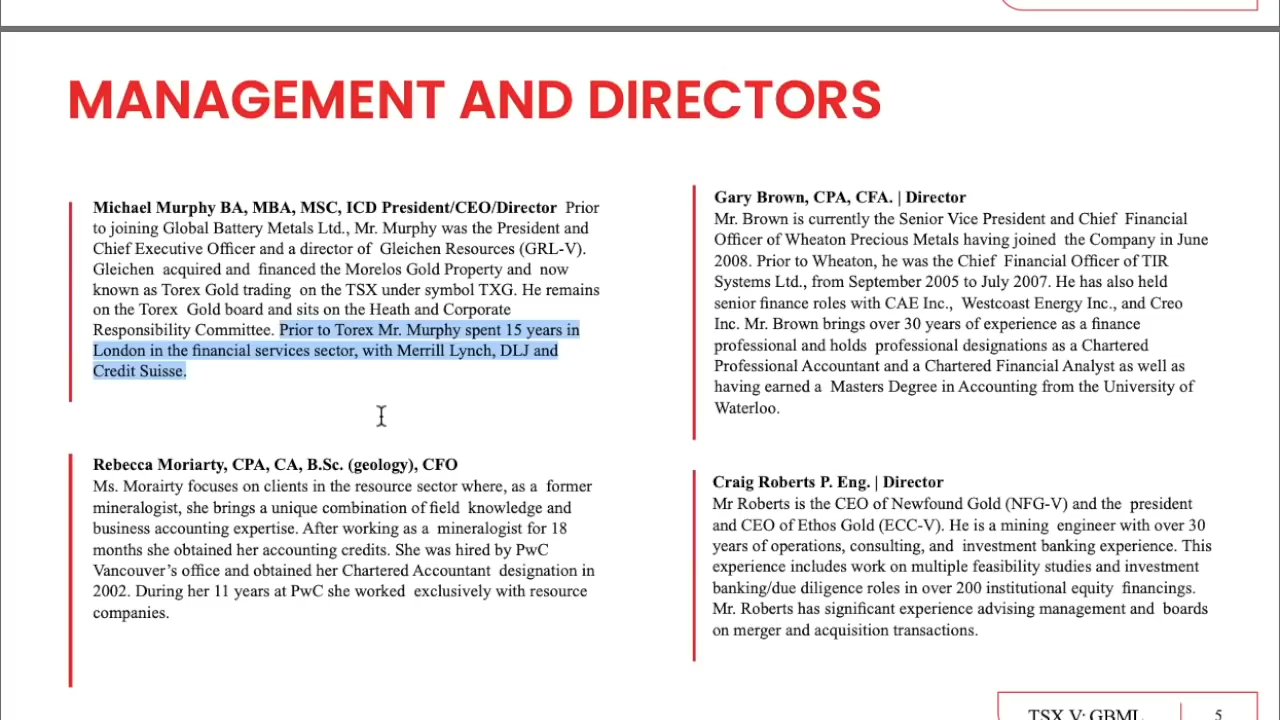 MANAGEMENT AND DIRECTORS
Michael Murphy BA, MBA, MSC, ICD President/CEO/Director Prior
to joining Global Battery Metals Ltd., Mr. Murphy was the President and
Chief Executive Officer and a director of Gleichen Resources (GRL-V).
Gleichen acquired and financed the Morelos Gold Property and now
known as Torex Gold trading on the TSX under symbol TXG. He remains
on the Torex Gold board and sits on the Heath and Corporate
Responsibility Committee. Prior to Torex Mr. Murphy spent 15 years in
London in the financial services sector, with Merrill Lynch, DLJ and
Credit Suisse.
Rebecca Moriarty, CPA, CA, B.Sc. (geology), CFO
Ms. Morairty focuses on clients in the resource sector where, as a former
mineralogist, she brings a unique combination of field knowledge and
business accounting expertise. After working as a mineralogist for 18
months she obtained her accounting credits. She was hired by PwC
Vancouver's office and obtained her Chartered Accountant designation in
2002. During her 11 years at PwC she worked exclusively with resource
companies.
Gary Brown, CPA, CFA. | Director
Mr. Brown is currently the Senior Vice President and Chief Financial
Officer of Wheaton Precious Metals having joined the Company in June
2008. Prior to Wheaton, he was the Chief Financial Officer of TIR
Systems Ltd., from September 2005 to July 2007. He has also held
senior finance roles with CAE Inc., Westcoast Energy Inc., and Creo
Inc. Mr. Brown brings over 30 years of experience as a finance
professional and holds professional designations as a Chartered
Professional Accountant and a Chartered Financial Analyst as well as
having earned a Masters Degree in Accounting from the University of
Waterloo.
Craig Roberts P. Eng. | Director
Mr Roberts is the CEO of Newfound Gold (NFG-V) and the president
and CEO of Ethos Gold (ECC-V). He is a mining engineer with over 30
years of operations, consulting, and investment banking experience. This
experience includes work on multiple feasibility studies and investment
banking/due diligence roles in over 200 institutional equity financings.
Mr. Roberts has significant experience advising management and boards
on merger and acquisition transactions.
TSX V: GBML | 5